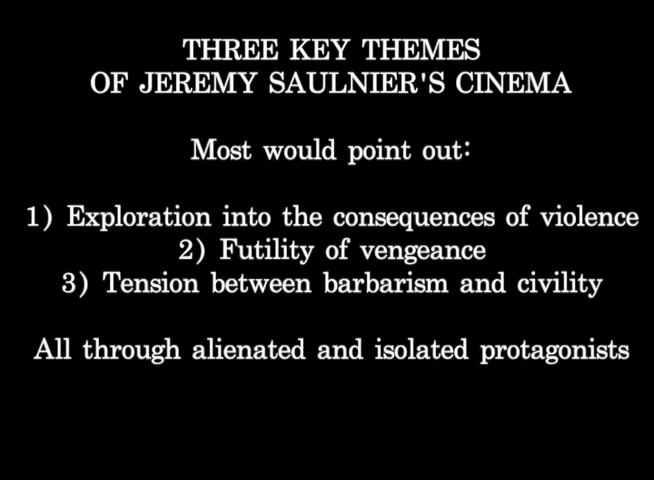 THREE KEY THEMES
OF JEREMY SAULNIER'S CINEMA
Most would point out:
1) Exploration into the consequences of violence
2) Futility of vengeance
3) Tension between barbarism and civility
All through alienated and isolated protagonists